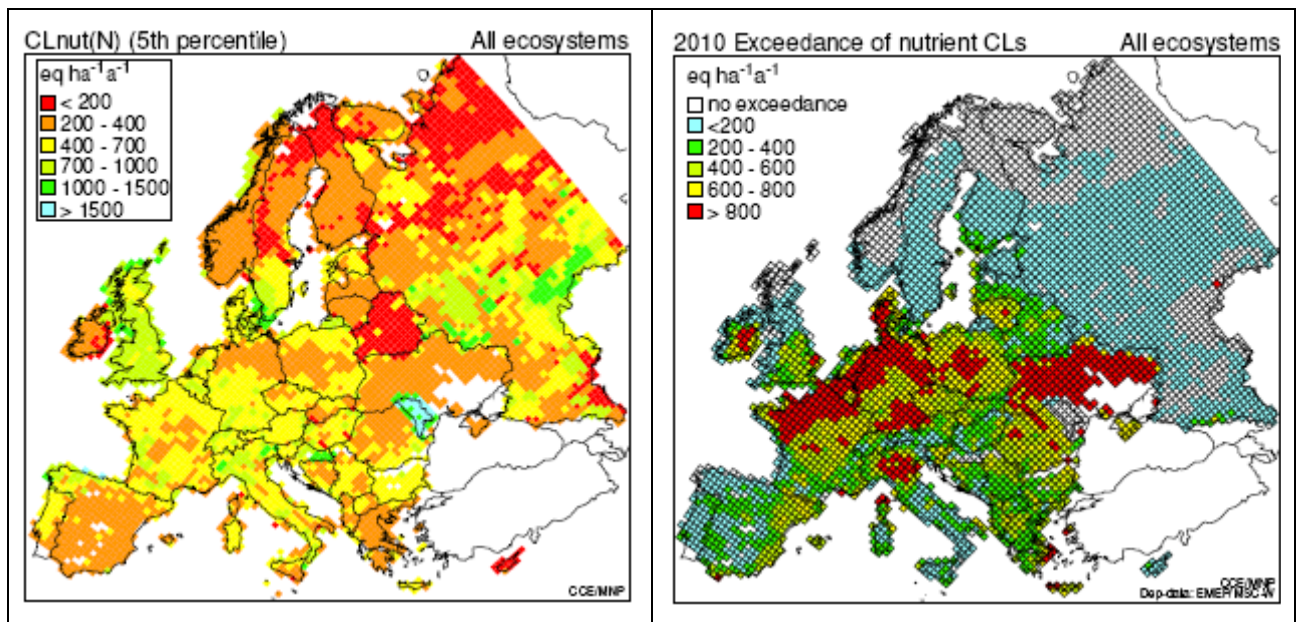 CLnut(N) (5th percentile) All ecosystems
eq ha⁻¹a⁻¹
< 200
200 - 400
400 - 700
700 - 1000
1000 - 1500
> 1500
CCE/MNP
2010 Exceedance of nutrient CLs All ecosystems
eq ha⁻¹a⁻¹
no exceedance
<200
200 - 400
400 - 600
600 - 800
> 800
CCE/MNP
Dep-data: EMEP/MSC-W